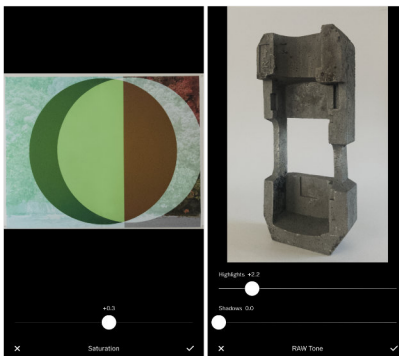 +0.3
Saturation
Highlights +2.2
Shadows 0.0
RAW Tone